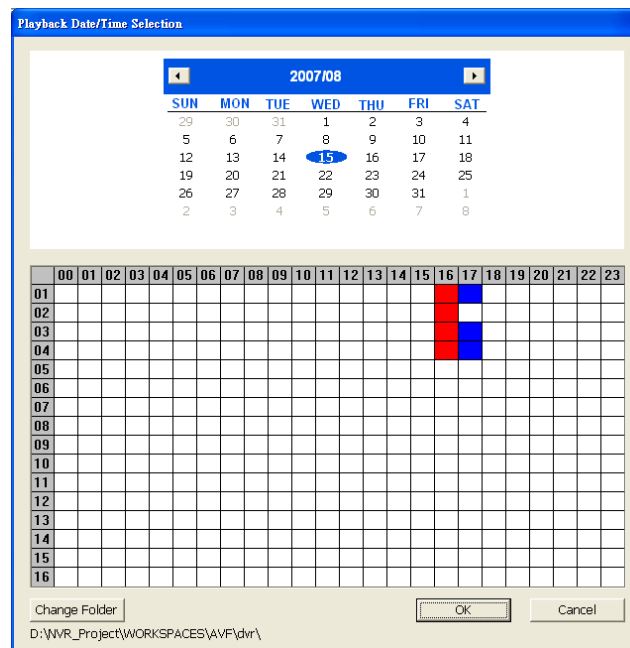 Playback Date/Time Selection
2007/08
SUN MON TUE WED THU FRI SAT
29 30 31 1 2 3 4
5 6 7 8 9 10 11
12 13 14 15 16 17 18
19 20 21 22 23 24 25
26 27 28 29 30 31 1
2 3 4 5 6 7 8
00 01 02 03 04 05 06 07 08 09 10 11 12 13 14 15 16 17 18 19 20 21 22 23
01
02
03
04
05
06
07
08
09
10
11
12
13
14
15
16
Change Folder OK Cancel
D:\NVR_Project\WORKSPACES\AVF\dvr\